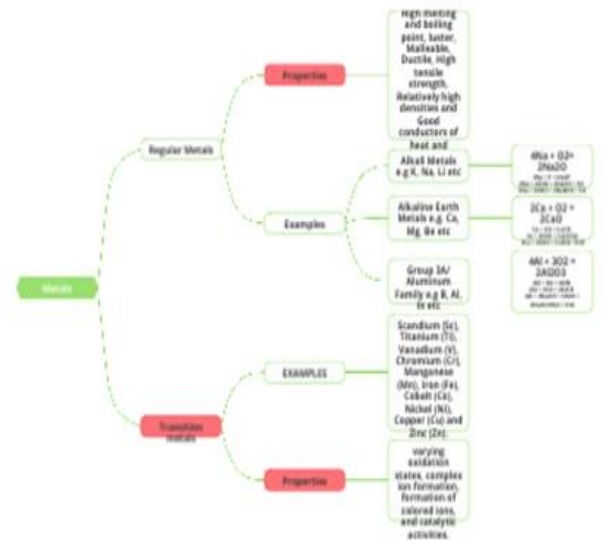 High melting
and boiling
point, luster,
Malleable,
Ductile, High
tensile
strength,
Relatively high
densities and
Good
conductors of
heat and
Properties
Regular Metals
Alkali Metals
e.g K, Na, Li etc
4Na + O2=
2Na2O
Examples
Alkaline Earth
Metals e.g. Ca,
Mg, Be etc
2Ca + O2 =
2CaO
Group 3A/
Aluminum
Family e.g B, Al,
etc
4Al + 3O2 =
2Al2O3
Metals
EXAMPLES
Scandium (Sc),
Titanium (Ti),
Vanadium (V),
Chromium (Cr),
Manganese
(Mn), Iron (Fe),
Cobalt (Co),
Nickel (Ni),
Copper (Cu) and
Zinc (Zn).
Transition
metals
Properties
varying
oxidation
states, complex
ion formation,
formation of
colored ions,
and catalytic
activities.